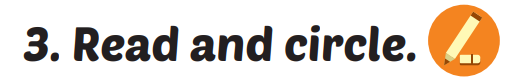 3. Read and circle.